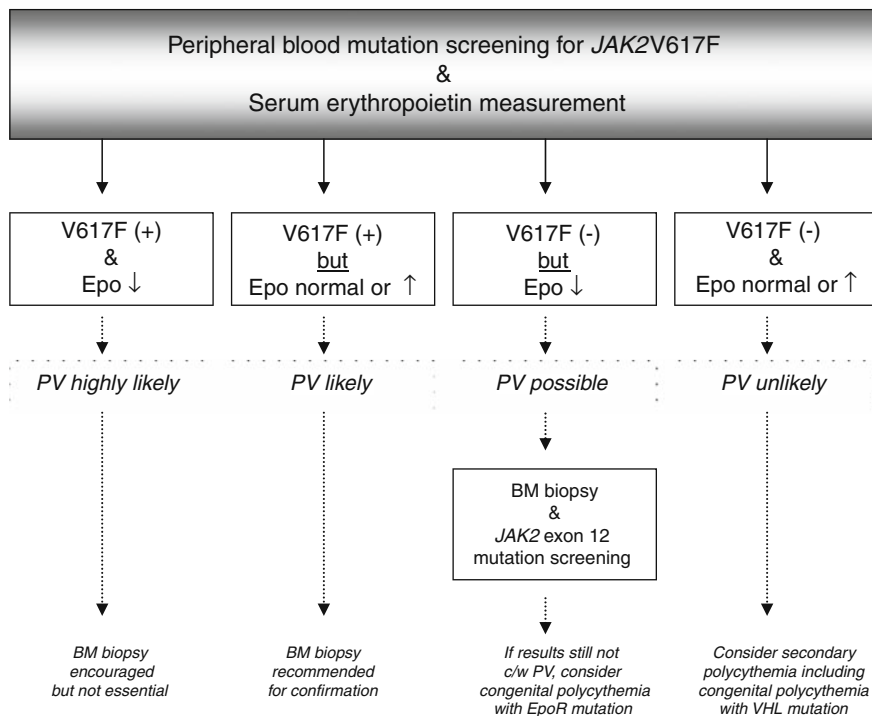 Peripheral blood mutation screening for JAK2V617F
&
Serum erythropoietin measurement
V617F (+)
&
Epo ↓
V617F (+)
but
Epo normal or ↑
V617F (-)
but
Epo ↓
V617F (-)
&
Epo normal or ↑
PV highly likely
PV likely
PV possible
PV unlikely
BM biopsy
&
JAK2 exon 12
mutation screening
BM biopsy
encouraged
but not essential
BM biopsy
recommended
for confirmation
If results still not
c/w PV, consider
congenital polycythemia
with EpoR mutation
Consider secondary
polycythemia including
congenital polycythemia
with VHL mutation